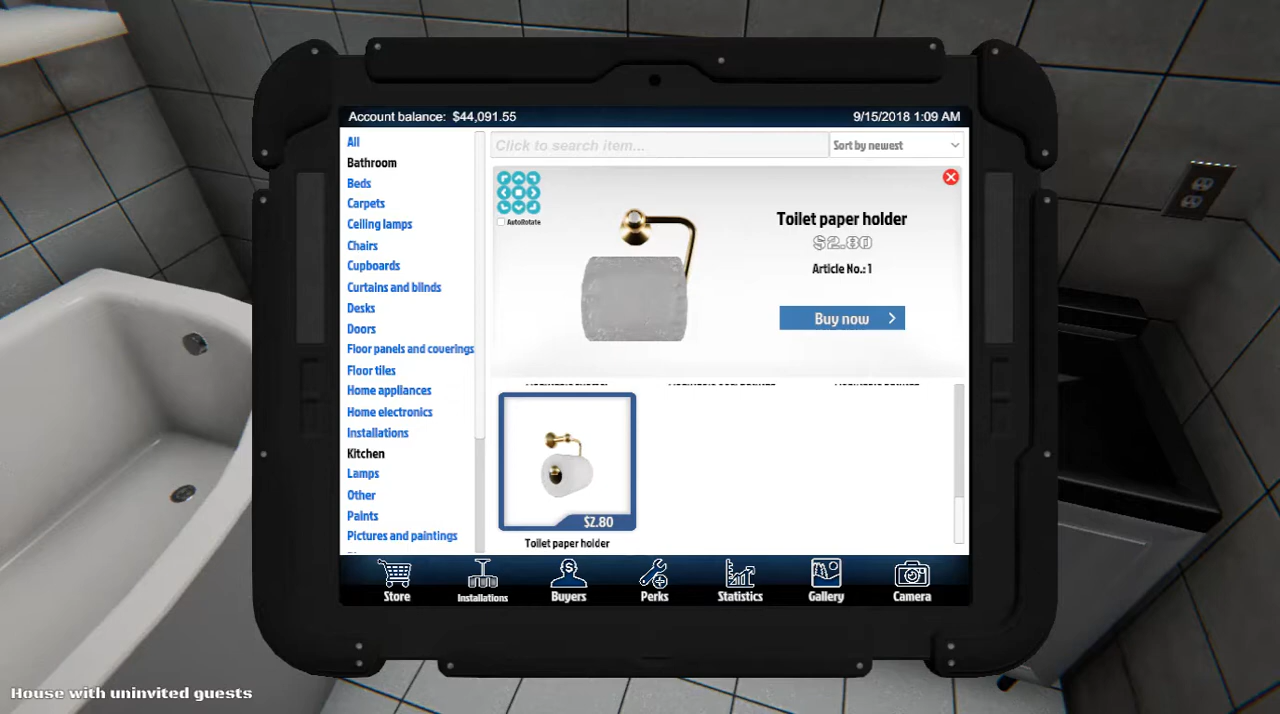 Account balance: $44,091.55
9/15/2018 1:09 AM
All
Bathroom
Beds
Carpets
Ceiling lamps
Chairs
Cupboards
Curtains and blinds
Desks
Doors
Floor panels and coverings
Floor tiles
Home appliances
Home electronics
Installations
Kitchen
Lamps
Other
Paints
Pictures and paintings
Click to search item...
Sort by newest
AutoRotate
Toilet paper holder
$2.80
Article No.: 1
Buy now
$2.80
Toilet paper holder
Store
Installations
Buyers
Perks
Statistics
Gallery
Camera
House with uninvited guests